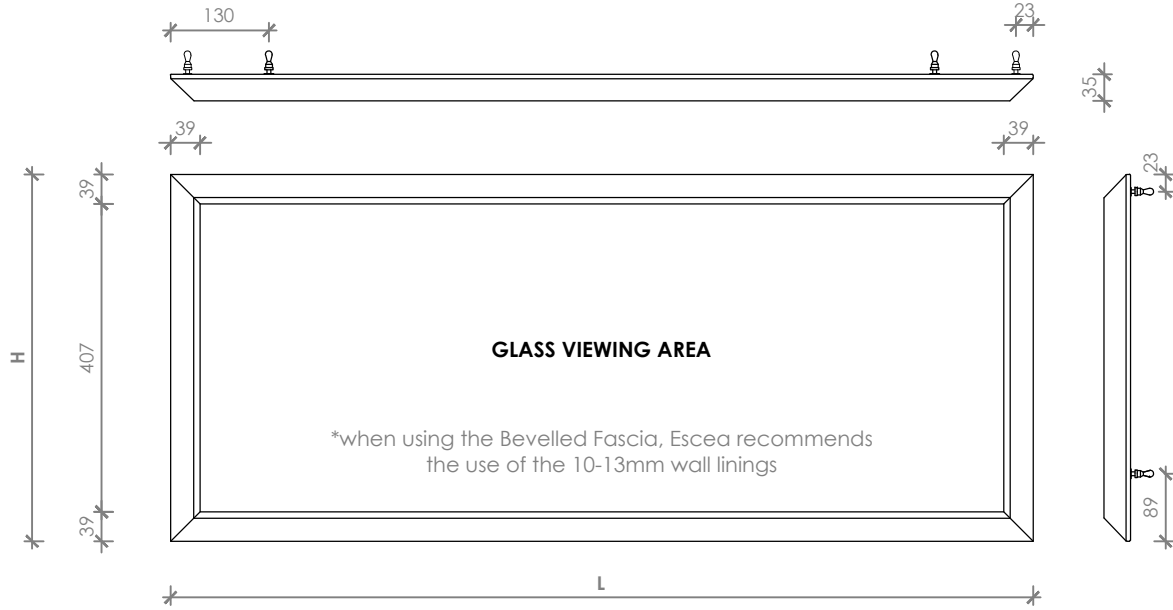 130
23
35
39
39
23
39
H
407
GLASS VIEWING AREA
*when using the Bevelled Fascia, Escea recommends
the use of the 10-13mm wall linings
39
89
L